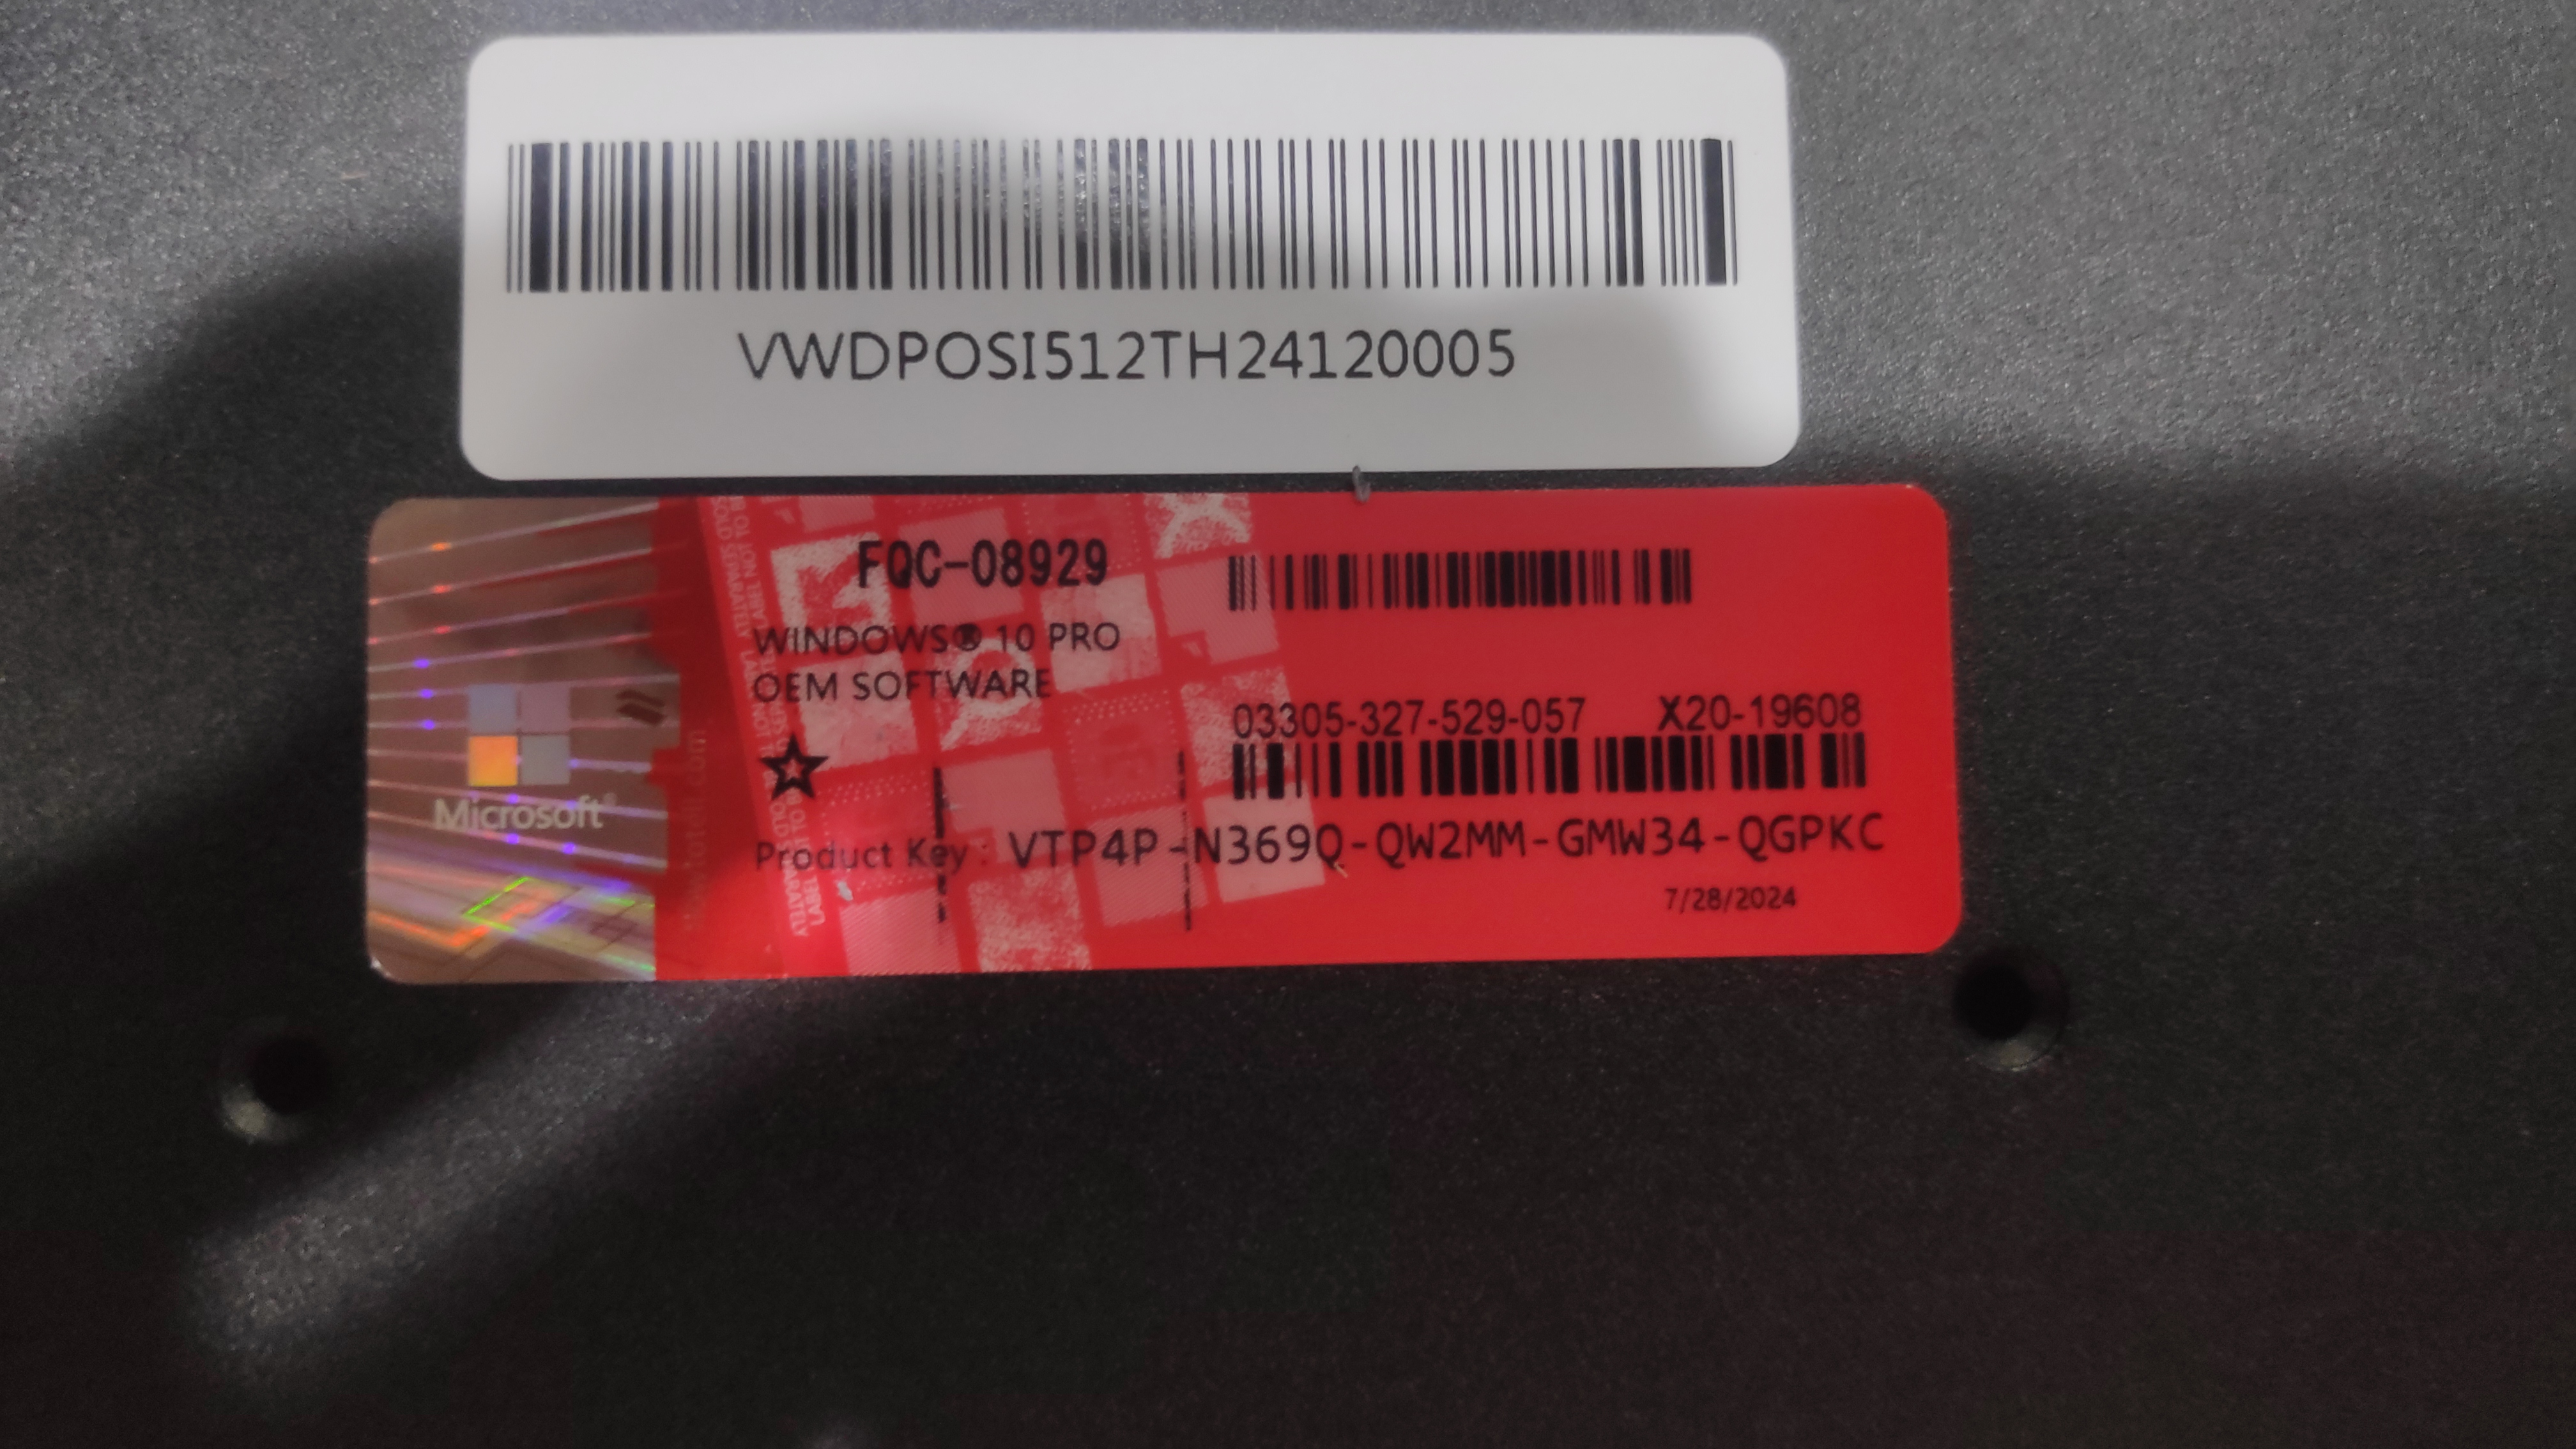 VWDPOSI512TH24120005
FQC-08929
WINDOWS® 10 PRO
OEM SOFTWARE
03305-327-529-057 X20-19608
Microsoft®
Product Key : VTP4P-N369Q-QW2MM-GMW34-QGPKC
7/28/2024